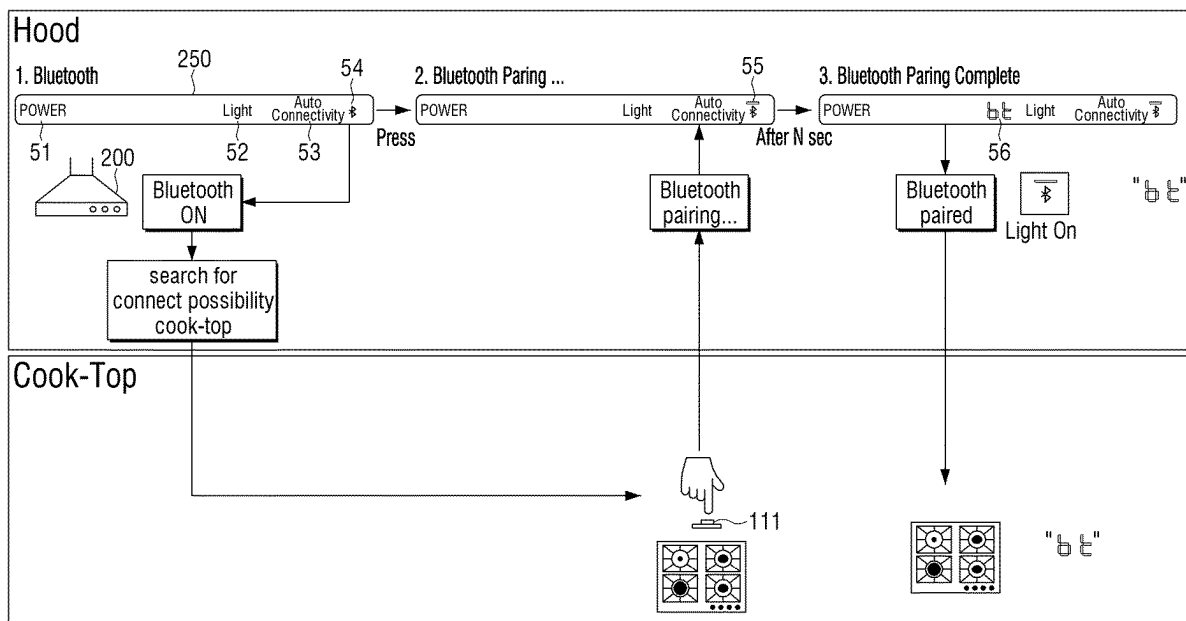 Hood
1. Bluetooth
250
54
POWER
Light
Auto
Connectivity
51
52
53
Press
2. Bluetooth Paring ...
55
POWER
Light
Auto
Connectivity
After N sec
3. Bluetooth Paring Complete
POWER
bt
Light
Auto
Connectivity
56
200
Bluetooth
ON
search for
connect possibility
cook-top
Bluetooth
pairing...
Bluetooth
paired
Light On
"bt"
Cook-Top
111
"bt"